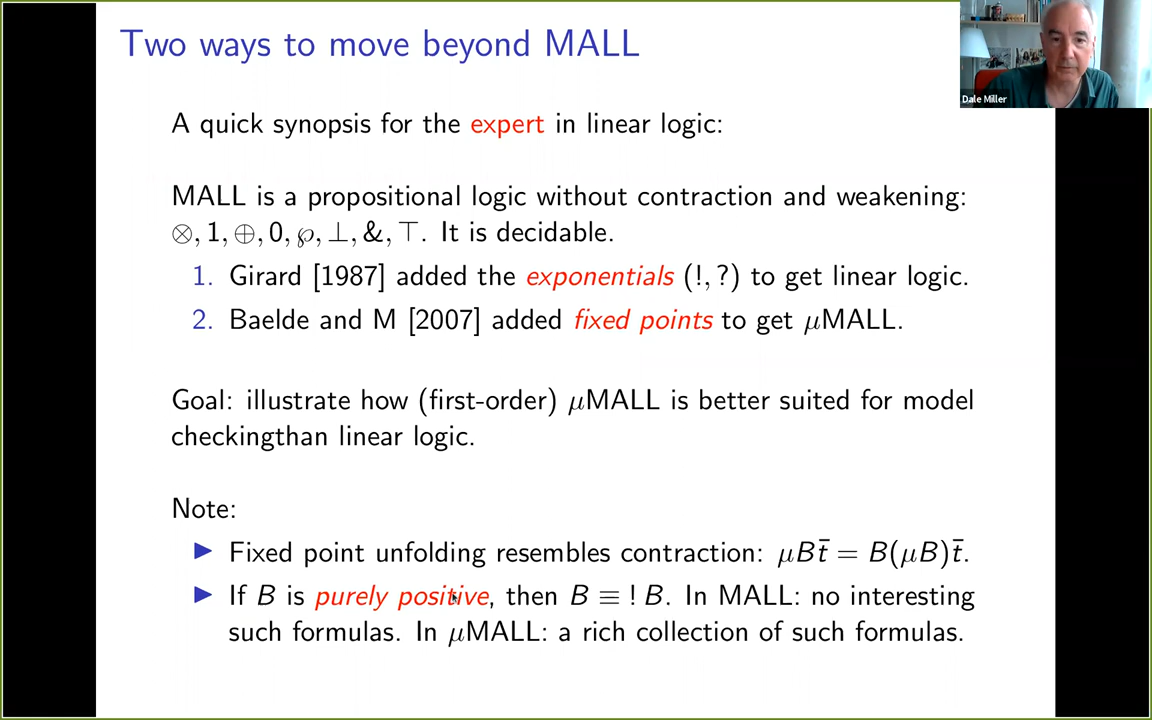 Two ways to move beyond MALL
Dale Miller
A quick synopsis for the expert in linear logic:
MALL is a propositional logic without contraction and weakening:
⊗, 1, ⊕, 0, ℘, ⊥, &, ⊤. It is decidable.
1. Girard [1987] added the exponentials (!, ?) to get linear logic.
2. Baelde and M [2007] added fixed points to get μMALL.
Goal: illustrate how (first-order) μMALL is better suited for model
checkingthan linear logic.
Note:
▶ Fixed point unfolding resembles contraction: μBt̄ = B(μB)t̄.
▶ If B is purely positive, then B ≡ ! B. In MALL: no interesting
such formulas. In μMALL: a rich collection of such formulas.